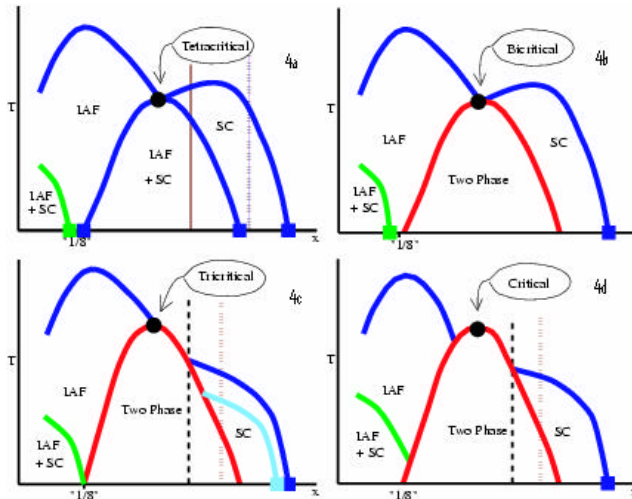 Tetracritical
4a
T
LAF
SC
LAF
+ SC
LAF
+ SC
"1/8"
x
Bicritical
4b
T
LAF
SC
Two Phase
LAF
+ SC
"1/8"
Tricritical
4c
T
LAF
Two Phase
SC
LAF
+ SC
"1/8"
x
Critical
4d
T
LAF
Two Phase
SC
LAF
+ SC
"1/8"
x